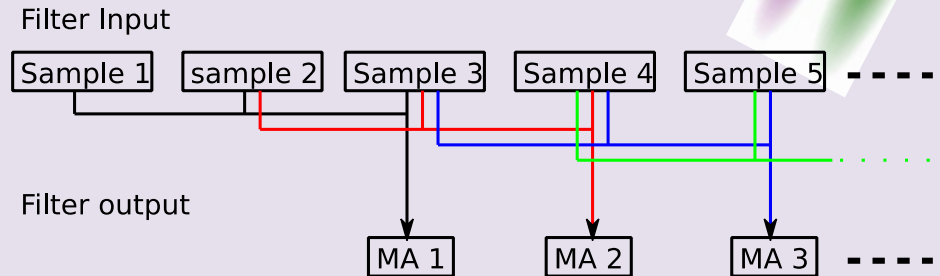 Filter Input
Sample 1 sample 2 Sample 3 Sample 4 Sample 5
Filter output
MA 1 MA 2 MA 3